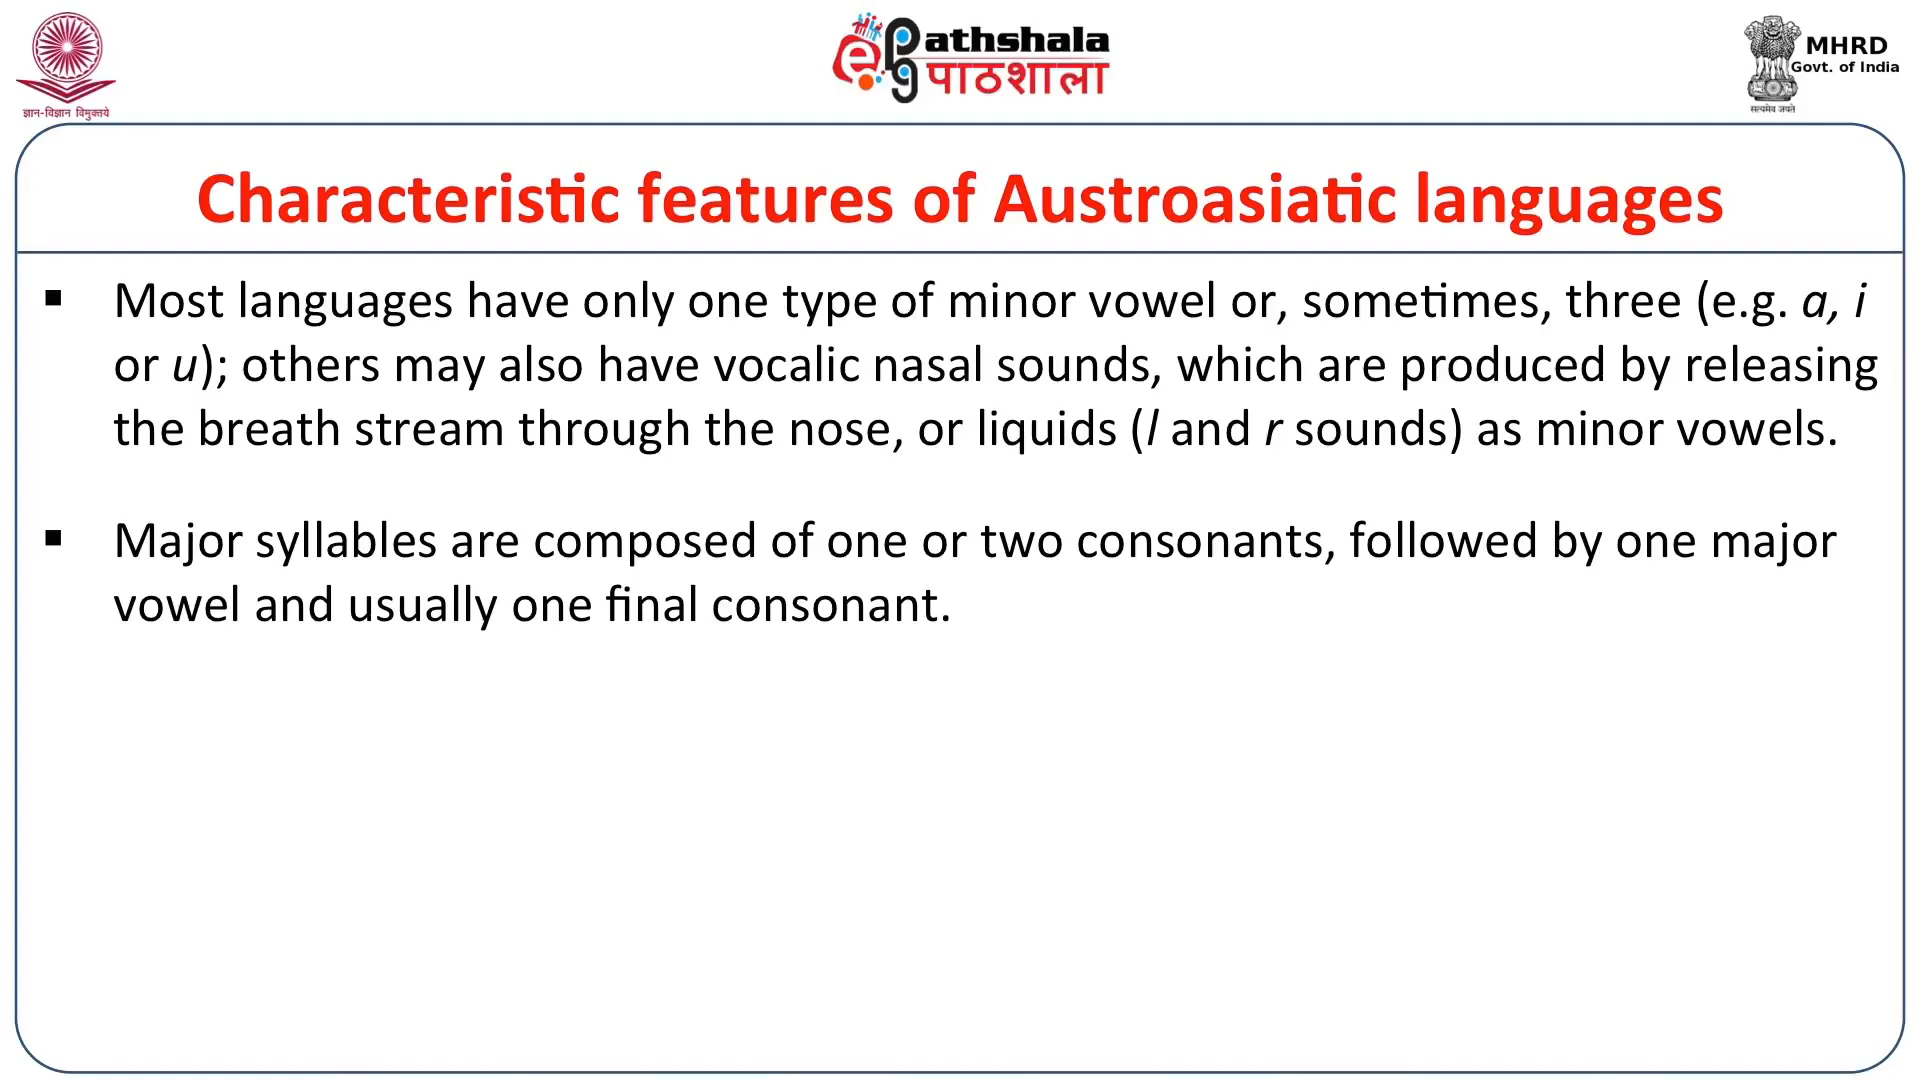 ज्ञान-विज्ञान विमुक्तये
ePathshala
पाठशाला
MHRD
Govt. of India
सत्यमेव जयते
Characteristic features of Austroasiatic languages
▪ Most languages have only one type of minor vowel or, sometimes, three (e.g. a, i
or u); others may also have vocalic nasal sounds, which are produced by releasing
the breath stream through the nose, or liquids (l and r sounds) as minor vowels.
▪ Major syllables are composed of one or two consonants, followed by one major
vowel and usually one final consonant.